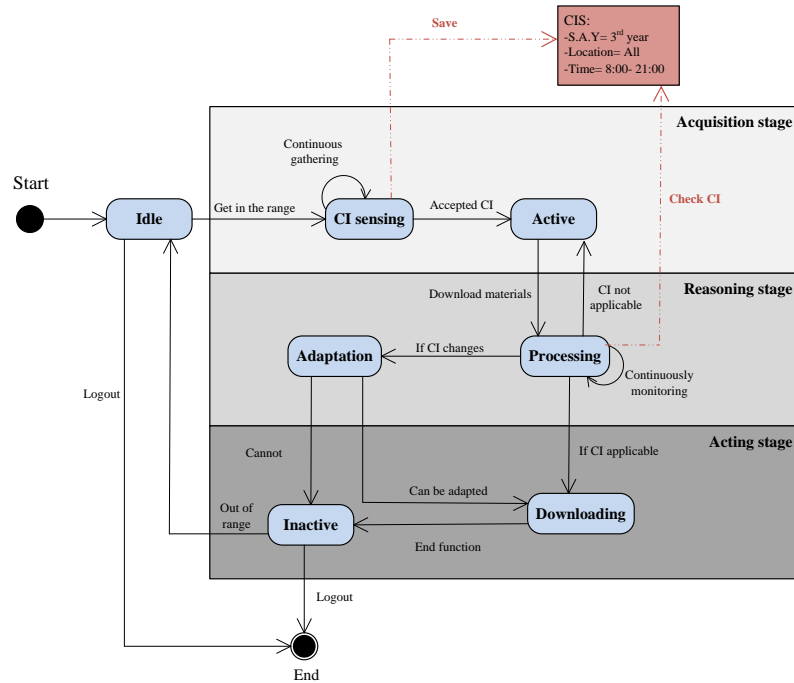 Save
CIS:
-S.A.Y= 3rd year
-Location= All
-Time= 8:00- 21:00
Acquisition stage
Continuous
gathering
Start
Idle
Get in the range
CI sensing
Accepted CI
Active
Check CI
Reasoning stage
Download materials
CI not
applicable
Adaptation
If CI changes
Processing
Continuously
monitoring
Logout
Acting stage
Cannot
If CI applicable
Can be adapted
Out of
range
Inactive
Downloading
End function
Logout
End